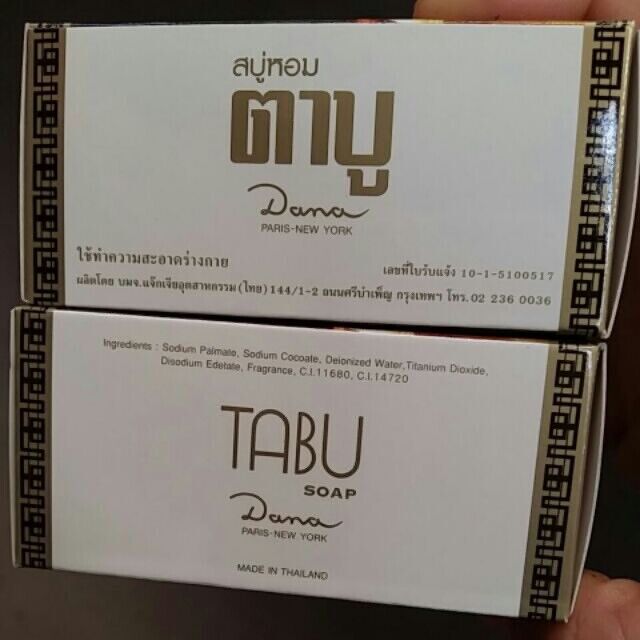 สบู่หอม
ตาบู
Dana
PARIS-NEW YORK
ใช้ทำความสะอาดร่างกาย
เลขที่ใบรับแจ้ง 10-1-5100517
ผลิตโดย บมจ.แจ๊กเจียอุตสาหกรรม (ไทย) 144/1-2 ถนนศรีบำเพ็ญ กรุงเทพฯ โทร. 02 236 0036
Ingredients : Sodium Palmate, Sodium Cocoate, Deionized Water, Titanium Dioxide,
Disodium Edetate, Fragrance, C.I.11680, C.I.14720
TABU
SOAP
Dana
PARIS-NEW YORK
MADE IN THAILAND